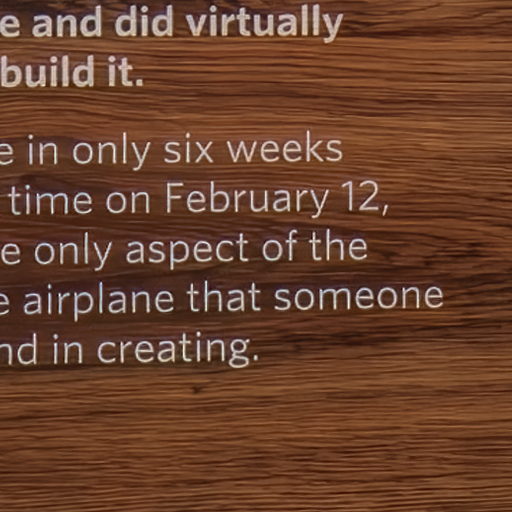 e and did virtually
build it.
e in only six weeks
time on February 12,
e only aspect of the
e airplane that someone
nd in creating.